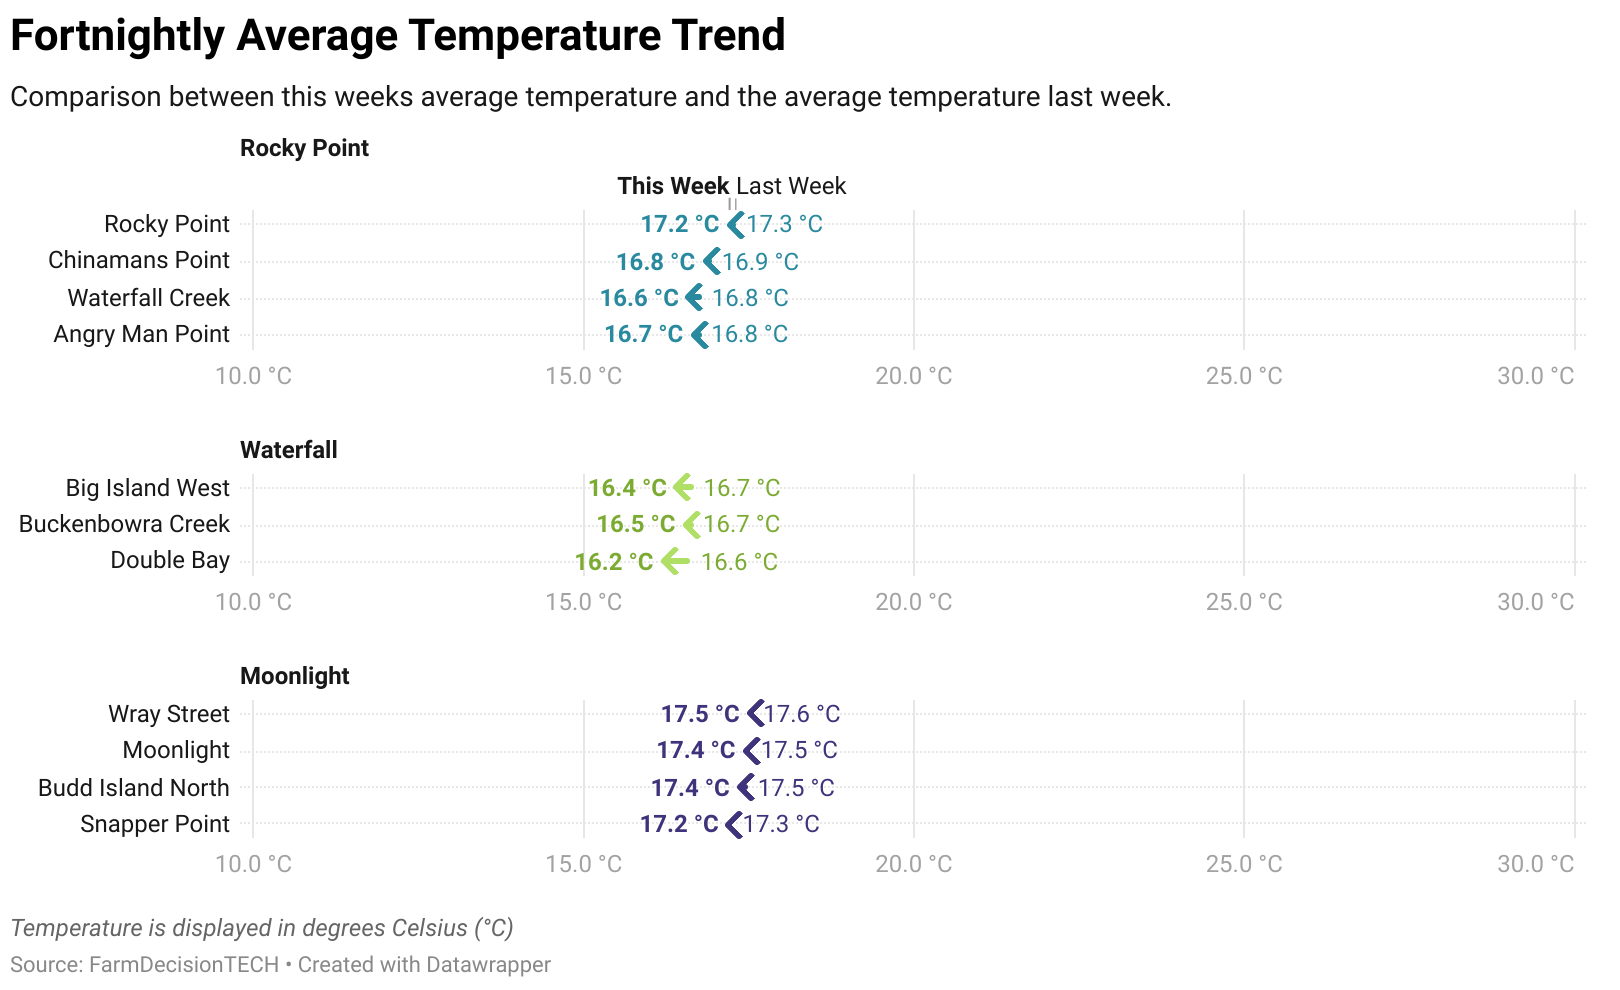 Fortnightly Average Temperature Trend
Comparison between this weeks average temperature and the average temperature last week.
Rocky Point
This Week Last Week
Rocky Point 17.2 °C 17.3 °C
Chinamans Point 16.8 °C 16.9 °C
Waterfall Creek 16.6 °C 16.8 °C
Angry Man Point 16.7 °C 16.8 °C
10.0 °C 15.0 °C 20.0 °C 25.0 °C 30.0 °C
Waterfall
Big Island West 16.4 °C 16.7 °C
Buckenbowra Creek 16.5 °C 16.7 °C
Double Bay 16.2 °C 16.6 °C
10.0 °C 15.0 °C 20.0 °C 25.0 °C 30.0 °C
Moonlight
Wray Street 17.5 °C 17.6 °C
Moonlight 17.4 °C 17.5 °C
Budd Island North 17.4 °C 17.5 °C
Snapper Point 17.2 °C 17.3 °C
10.0 °C 15.0 °C 20.0 °C 25.0 °C 30.0 °C
Temperature is displayed in degrees Celsius (°C)
Source: FarmDecisionTECH • Created with Datawrapper